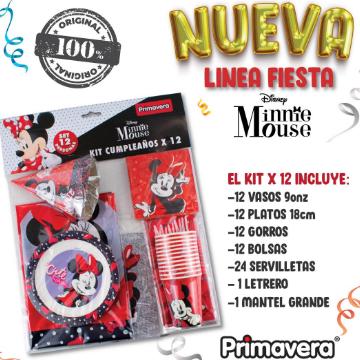 ORIGINAL
100%
ORIGINAL
NUEVA
LINEA FIESTA
Disney
Minnie
Mouse
Primavera
SET
12
Disney
Minnie
Mouse
KIT CUMPLEAÑOS X 12
EL KIT X 12 INCLUYE:
-12 VASOS 9onz
-12 PLATOS 18cm
-12 GORROS
-12 BOLSAS
-24 SERVILLETAS
- 1 LETRERO
-1 MANTEL GRANDE
Primavera®